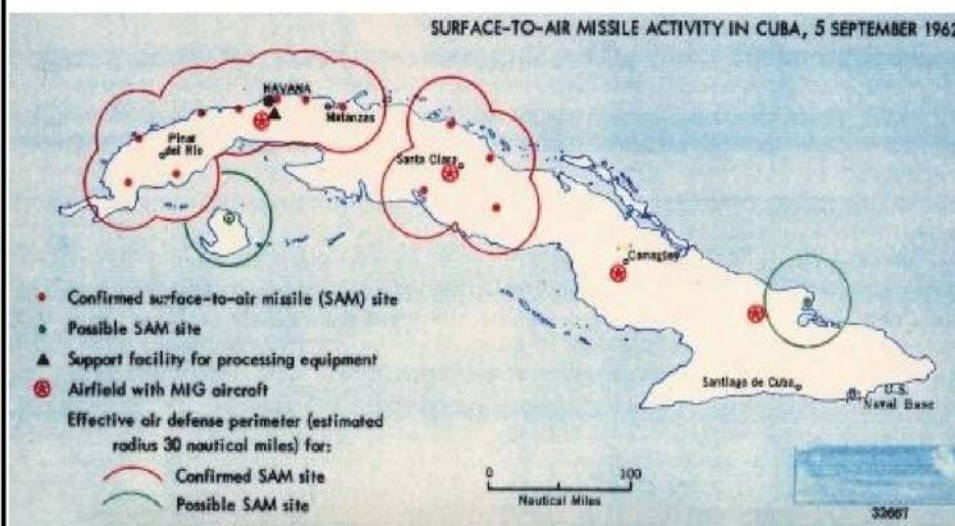 SURFACE-TO-AIR MISSILE ACTIVITY IN CUBA, 5 SEPTEMBER 1962
HAVANA
Matanzas
Pinar
del Rio
Santa Clara
Camagüey
Santiago de Cuba
U.S.
Naval Base
Confirmed surface-to-air missile (SAM) site
Possible SAM site
Support facility for processing equipment
Airfield with MIG aircraft
Effective air defense perimeter (estimated
radius 30 nautical miles) for:
Confirmed SAM site
Possible SAM site
0 100
Nautical Miles
32667